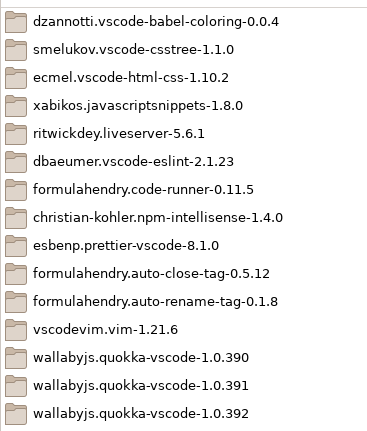 dzannotti.vscode-babel-coloring-0.0.4
smelukov.vscode-csstree-1.1.0
ecmel.vscode-html-css-1.10.2
xabikos.javascriptsnippets-1.8.0
ritwickdey.liveserver-5.6.1
dbaeumer.vscode-eslint-2.1.23
formulahendry.code-runner-0.11.5
christian-kohler.npm-intellisense-1.4.0
esbenp.prettier-vscode-8.1.0
formulahendry.auto-close-tag-0.5.12
formulahendry.auto-rename-tag-0.1.8
vscodevim.vim-1.21.6
wallabyjs.quokka-vscode-1.0.390
wallabyjs.quokka-vscode-1.0.391
wallabyjs.quokka-vscode-1.0.392